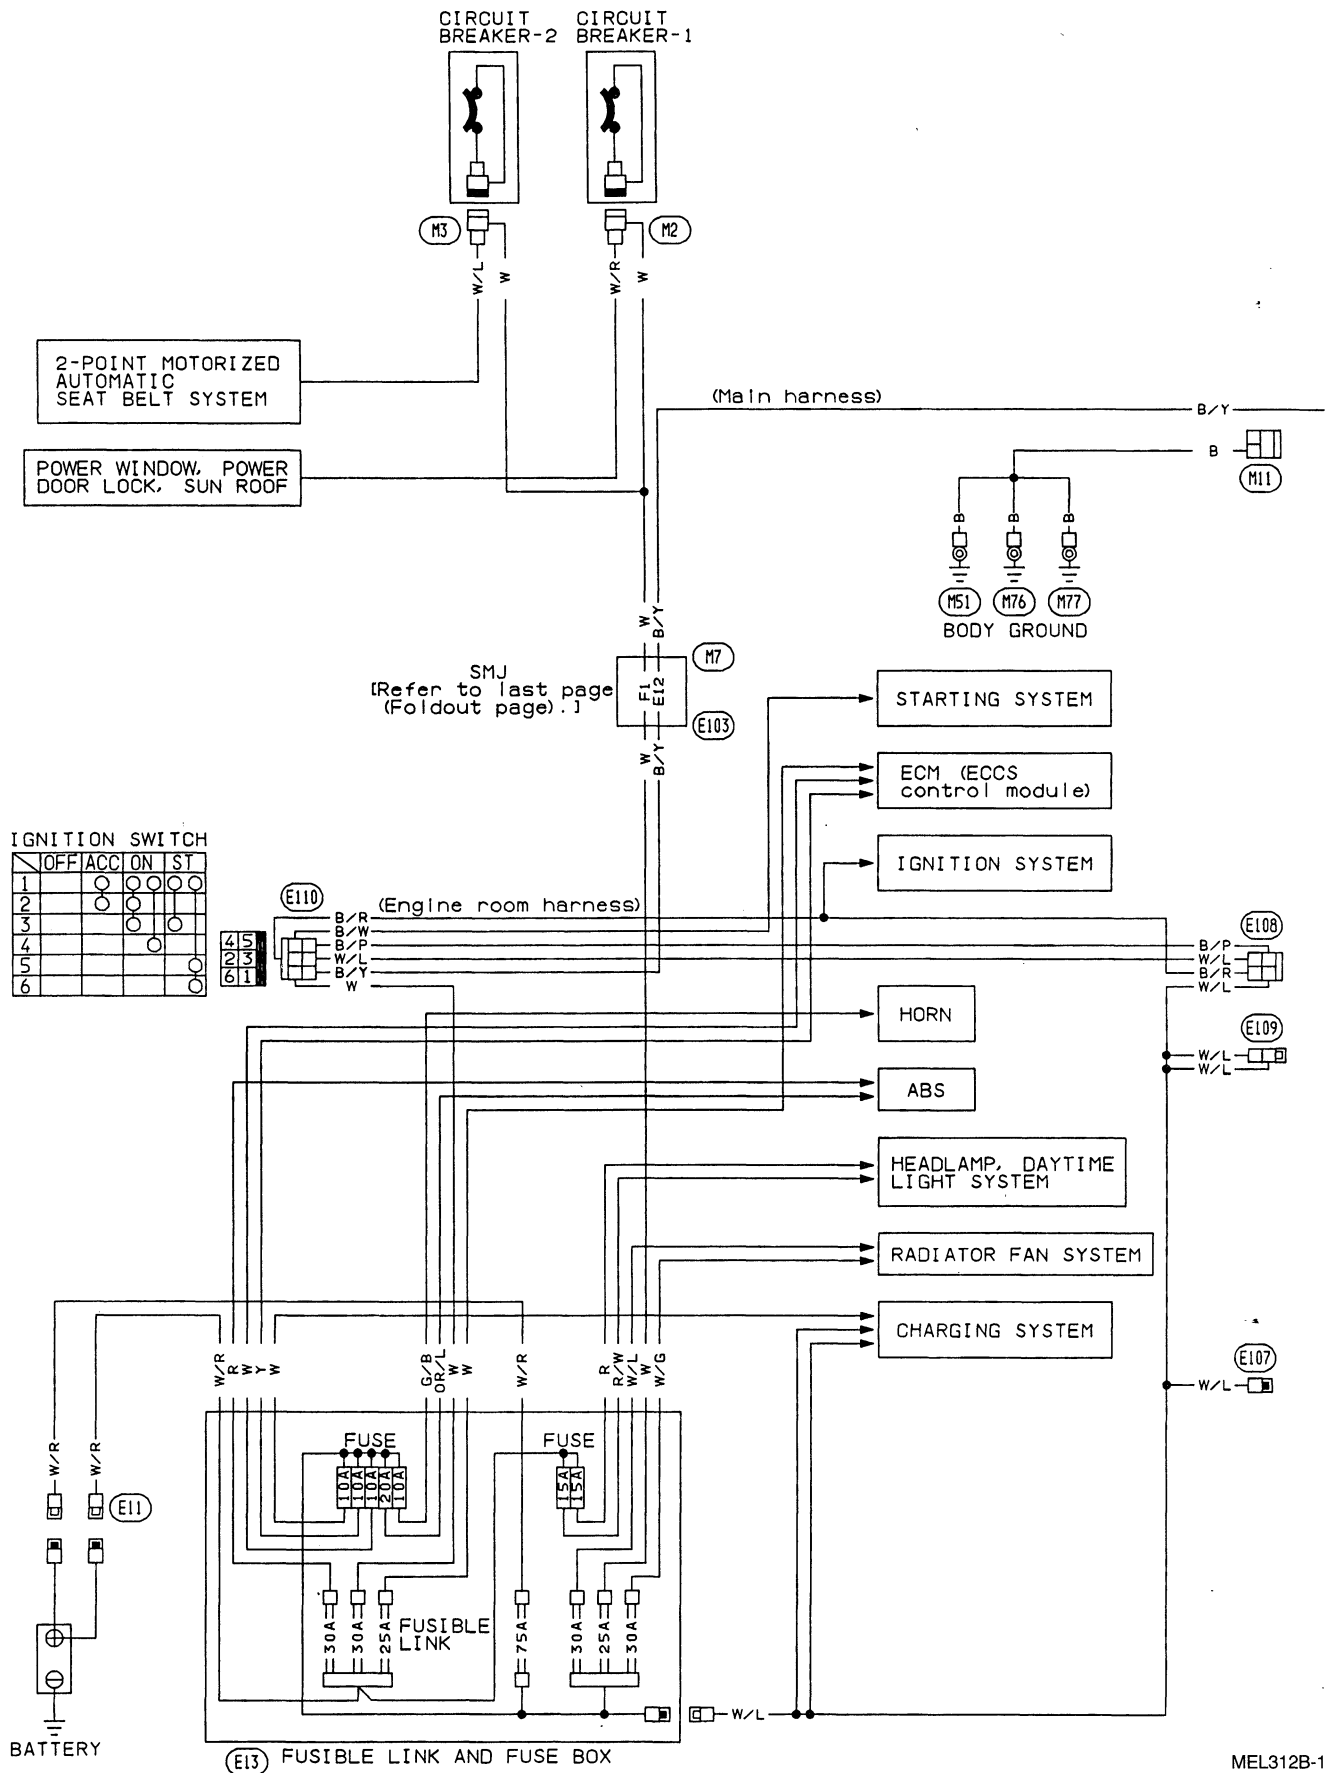 CIRCUIT BREAKER-2
CIRCUIT BREAKER-1
M3
M2
W/L
W
W/R
W
2-POINT MOTORIZED
AUTOMATIC
SEAT BELT SYSTEM
(Main harness)
B/Y
POWER WINDOW, POWER
DOOR LOCK, SUN ROOF
B
M11
B
B
B
M51
M76
M77
BODY GROUND
W
B/Y
SMJ
[Refer to last page
(Foldout page).]
F1
E12
M7
E103
W
B/Y
STARTING SYSTEM
ECM (ECCS
control module)
IGNITION SYSTEM
IGNITION SWITCH
OFF ACC ON ST
1
2
3
4
5
6
4 5
2 3
6 1
E110
(Engine room harness)
B/R
B/W
B/P
W/L
B/Y
W
E108
B/P
W/L
B/R
W/L
HORN
E109
W/L
W/L
ABS
HEADLAMP, DAYTIME
LIGHT SYSTEM
RADIATOR FAN SYSTEM
CHARGING SYSTEM
E107
W/L
W/R
R
W
Y
W
G/B
OR/L
W
W
W/R
R
R/W
W/L
W
W/G
W/R
W/R
E11
FUSE
10A
10A
10A
20A
10A
FUSE
15A
15A
30A
30A
25A
FUSIBLE
LINK
75A
30A
25A
30A
W/L
BATTERY
E13
FUSIBLE LINK AND FUSE BOX
MEL312B-1